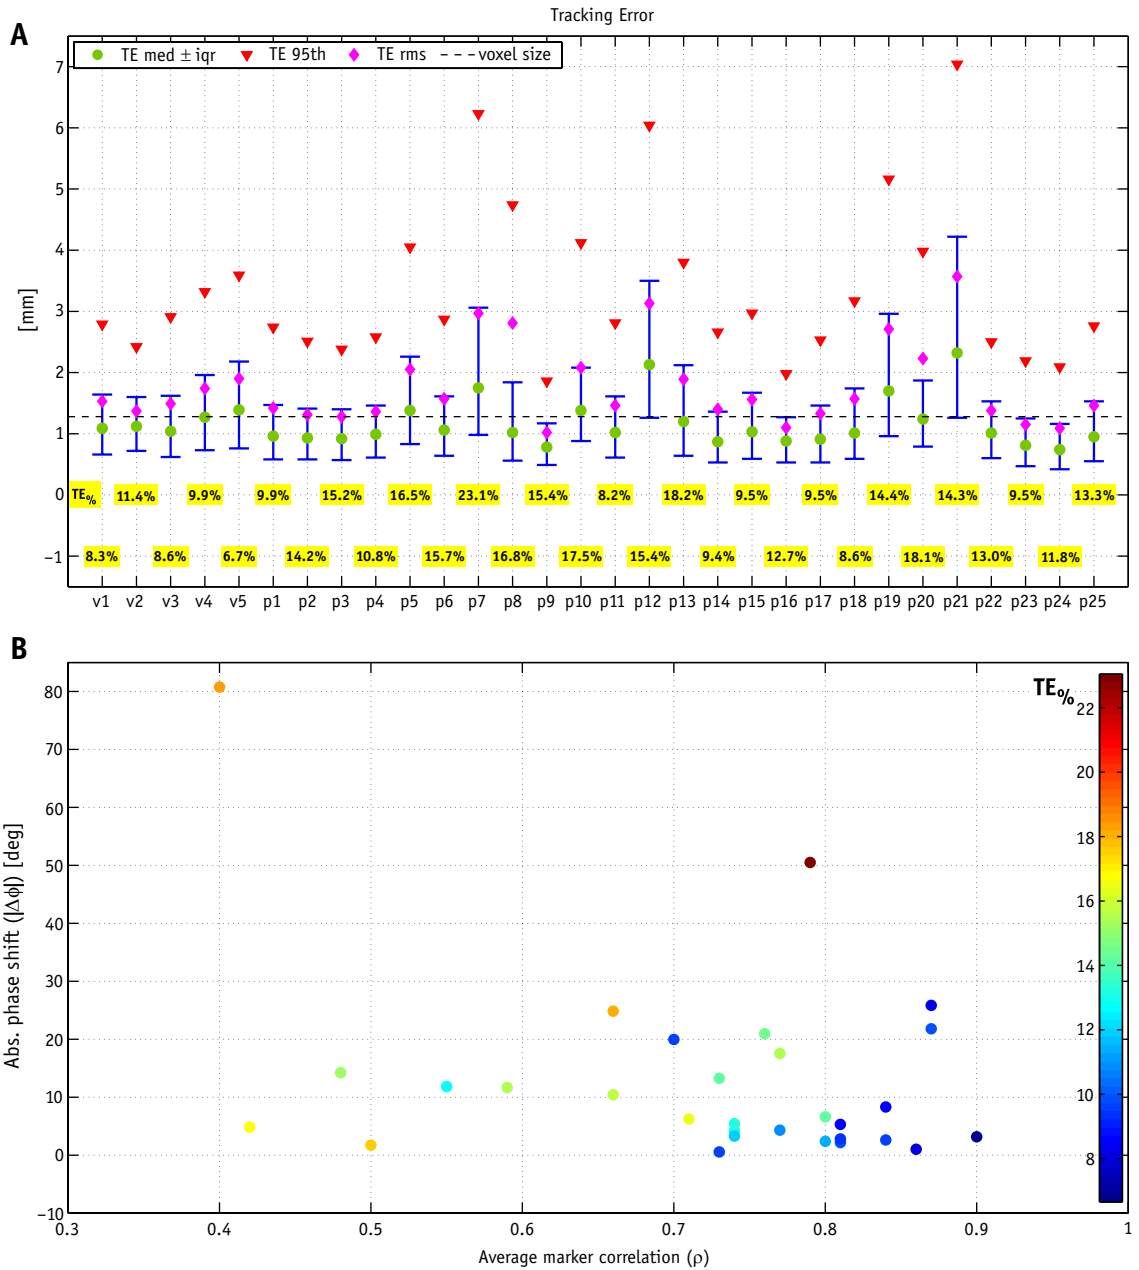 Tracking Error
A
TE med ± iqr TE 95th TE rms voxel size
7
6
5
4
3
2
1
0
−1
[mm]
TE% 11.4% 9.9% 9.9% 15.2% 16.5% 23.1% 15.4% 8.2% 18.2% 9.5% 9.5% 14.4% 14.3% 9.5% 13.3%
8.3% 8.6% 6.7% 14.2% 10.8% 15.7% 16.8% 17.5% 15.4% 9.4% 12.7% 8.6% 18.1% 13.0% 11.8%
v1 v2 v3 v4 v5 p1 p2 p3 p4 p5 p6 p7 p8 p9 p10 p11 p12 p13 p14 p15 p16 p17 p18 p19 p20 p21 p22 p23 p24 p25
B
80
70
60
50
40
30
20
10
0
−10
Abs. phase shift (|Δϕ|) [deg]
TE%
22
20
18
16
14
12
10
8
0.3 0.4 0.5 0.6 0.7 0.8 0.9 1
Average marker correlation (ρ)